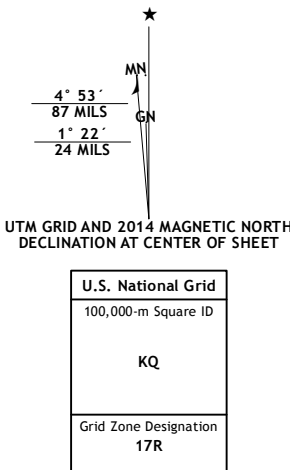 ★
MN
GN
4° 53´
87 MILS
1° 22´
24 MILS
UTM GRID AND 2014 MAGNETIC NORTH
DECLINATION AT CENTER OF SHEET
U.S. National Grid
100,000-m Square ID
KQ
Grid Zone Designation
17R